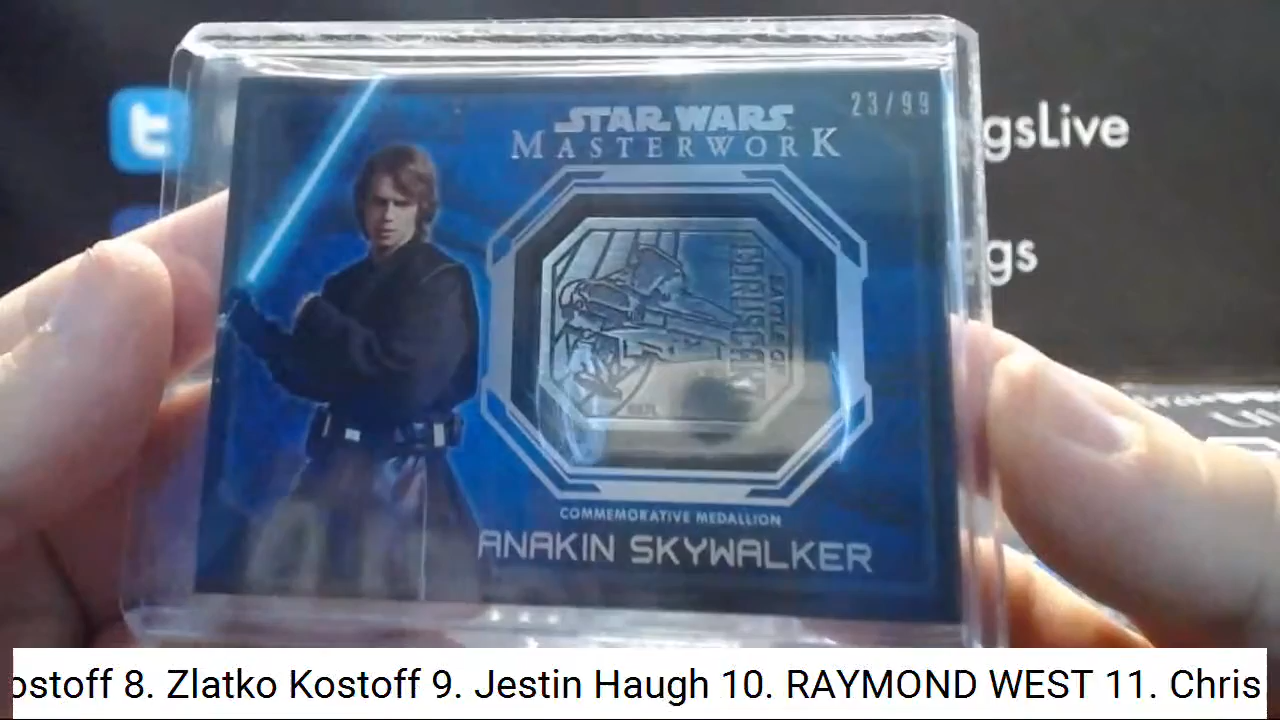 23/99
STAR WARS
MASTERWORK
gsLive
gs
COMMEMORATIVE MEDALLION
ANAKIN SKYWALKER
ostoff 8. Zlatko Kostoff 9. Jestin Haugh 10. RAYMOND WEST 11. Chris